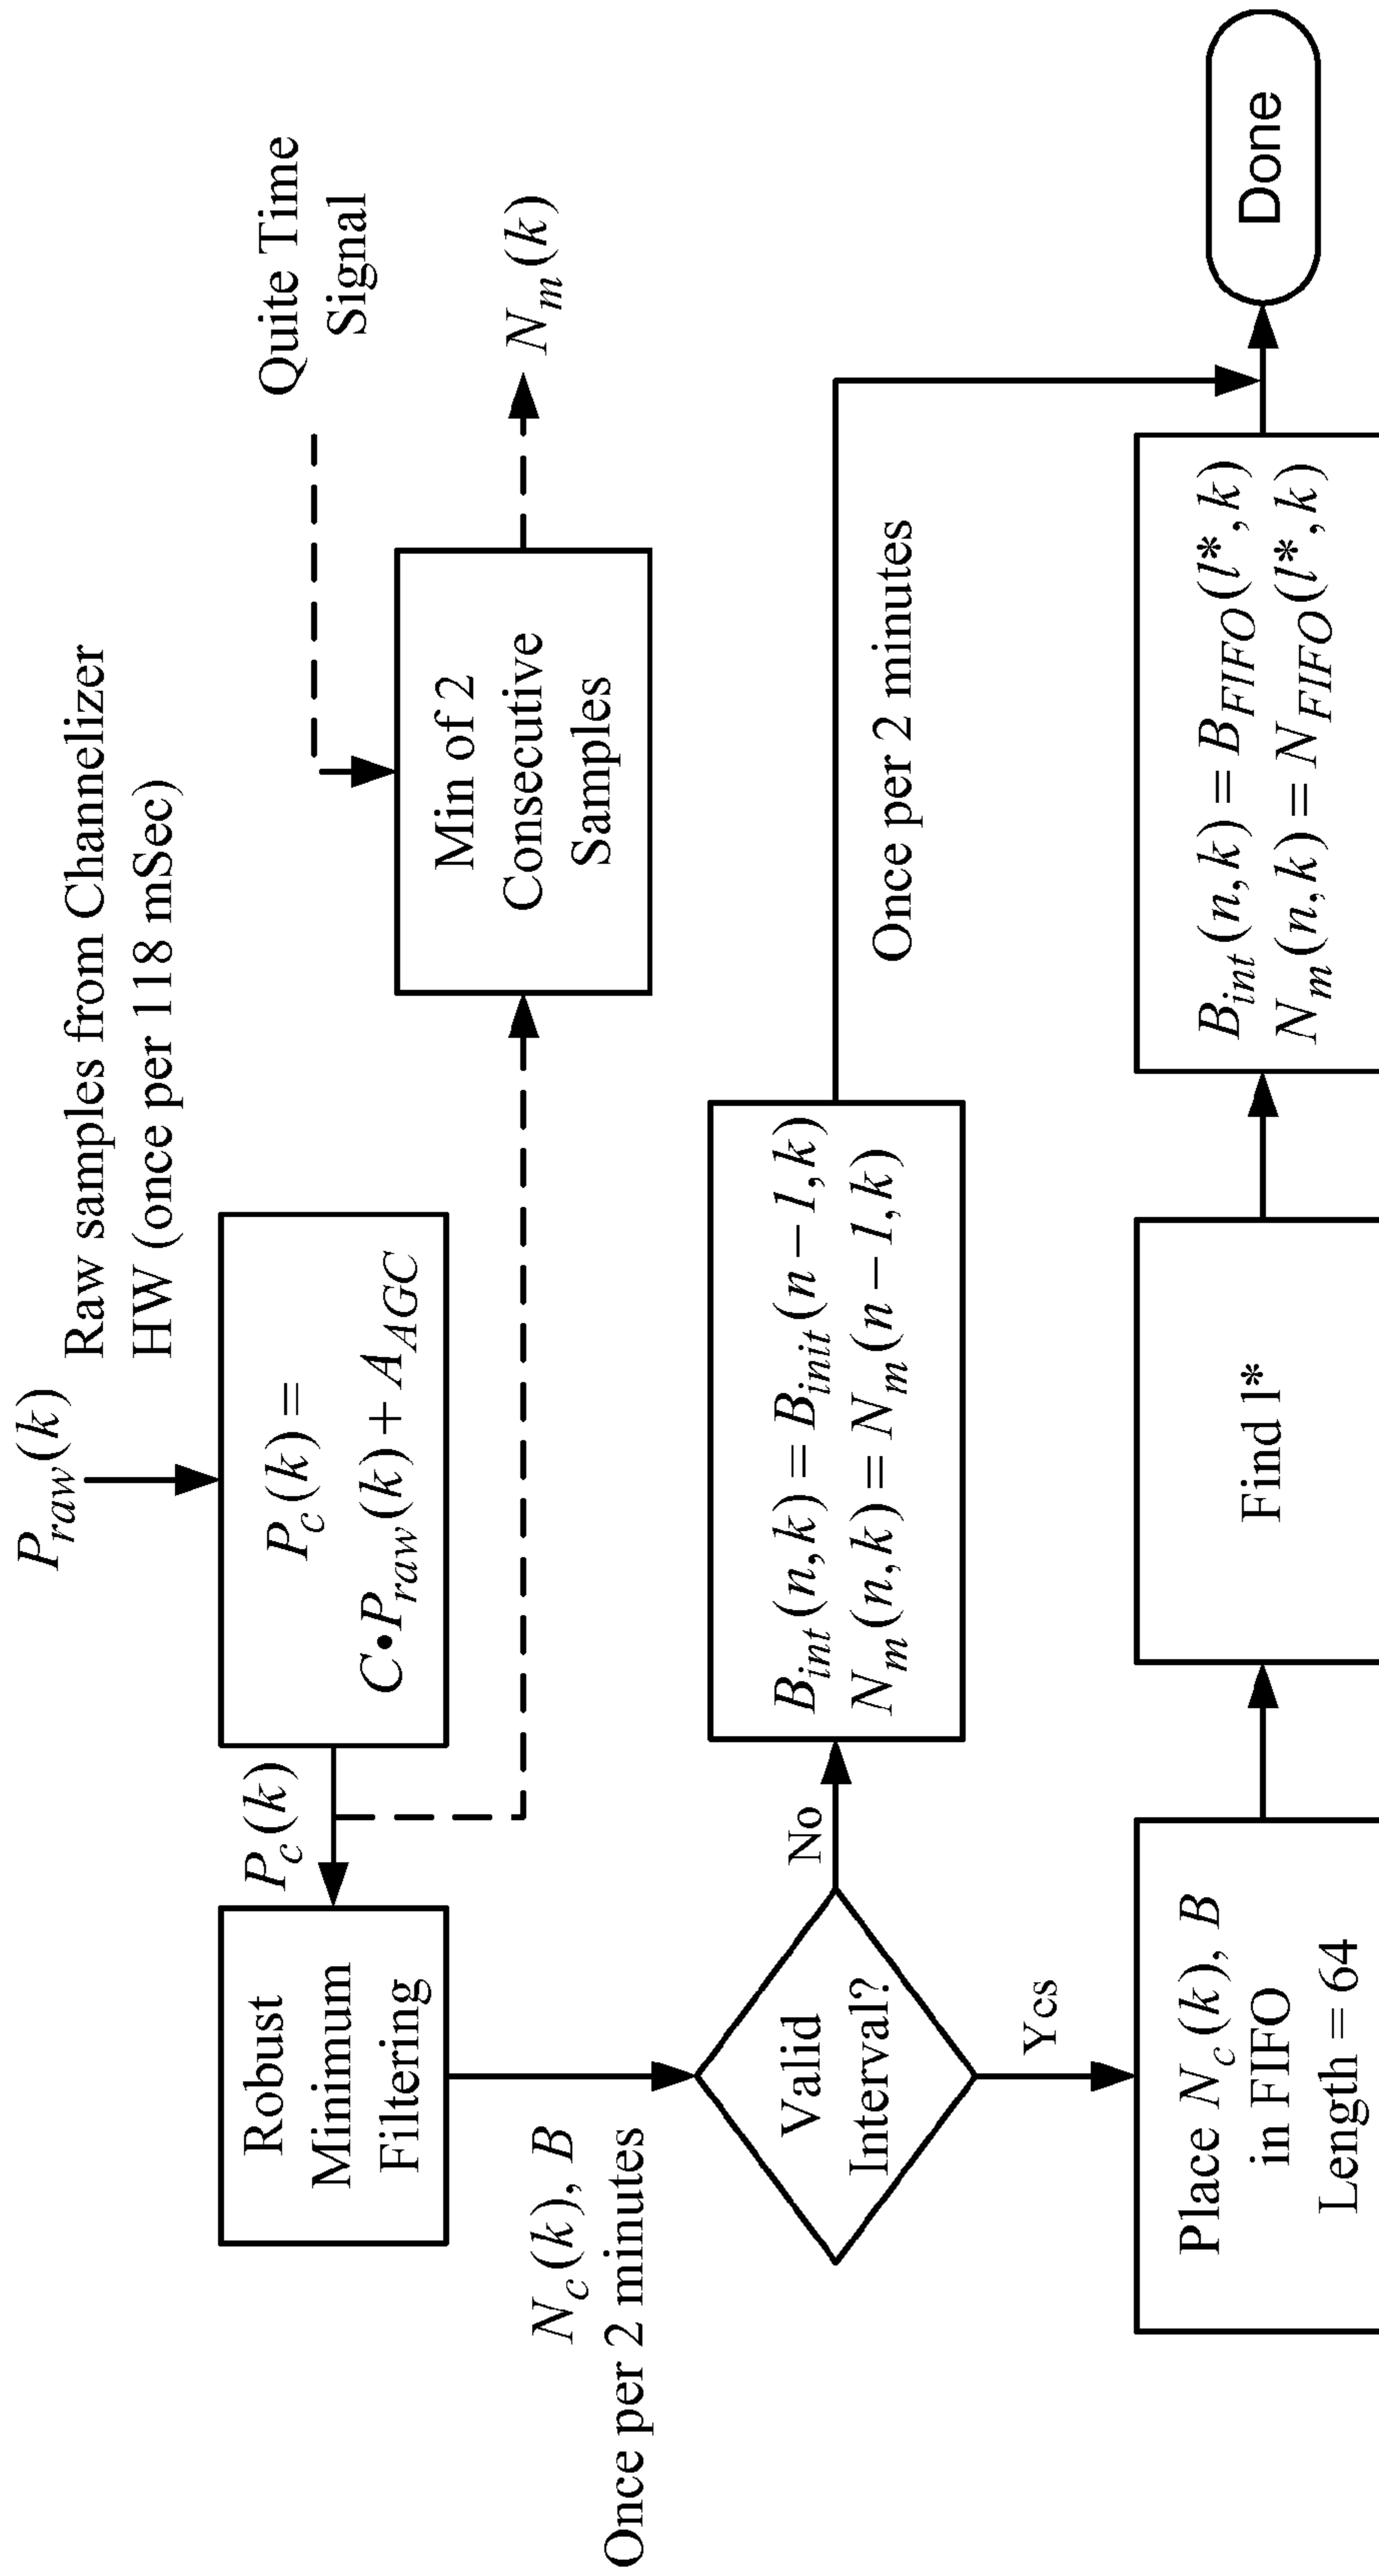 P_raw(k)
Raw samples from Channelizer
HW (once per 118 mSec)
P_c(k) =
C•P_raw(k) + A_AGC
P_c(k)
Robust
Minimum
Filtering
Quite Time
Signal
Min of 2
Consecutive
Samples
N_m(k)
N_c(k), B
Once per 2 minutes
Valid
Interval?
No
B_int(n,k) = B_init(n−1,k)
N_m(n,k) = N_m(n−1,k)
Once per 2 minutes
Ycs
Place N_c(k), B
in FIFO
Length = 64
Find l*
B_int(n,k) = B_FIFO(l*,k)
N_m(n,k) = N_FIFO(l*,k)
Done